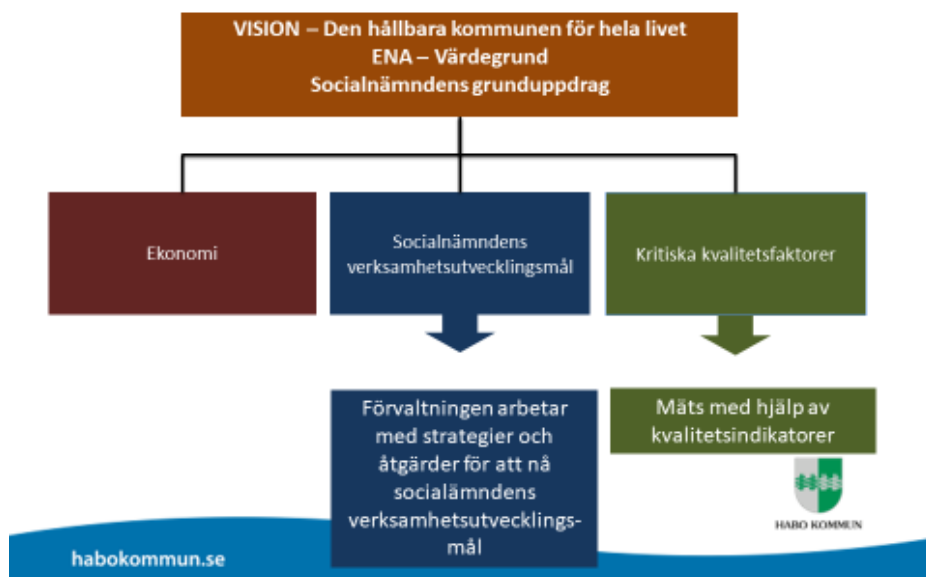 VISION – Den hållbara kommunen för hela livet
ENA – Värdegrund
Socialnämndens grunduppdrag
Ekonomi
Socialnämndens
verksamhetsutvecklingsmål
Kritiska kvalitetsfaktorer
Förvaltningen arbetar
med strategier och
åtgärder för att nå
socialämndens
verksamhetsutvecklings-
mål
Mäts med hjälp av
kvalitetsindikatorer
HABO KOMMUN
habokommun.se